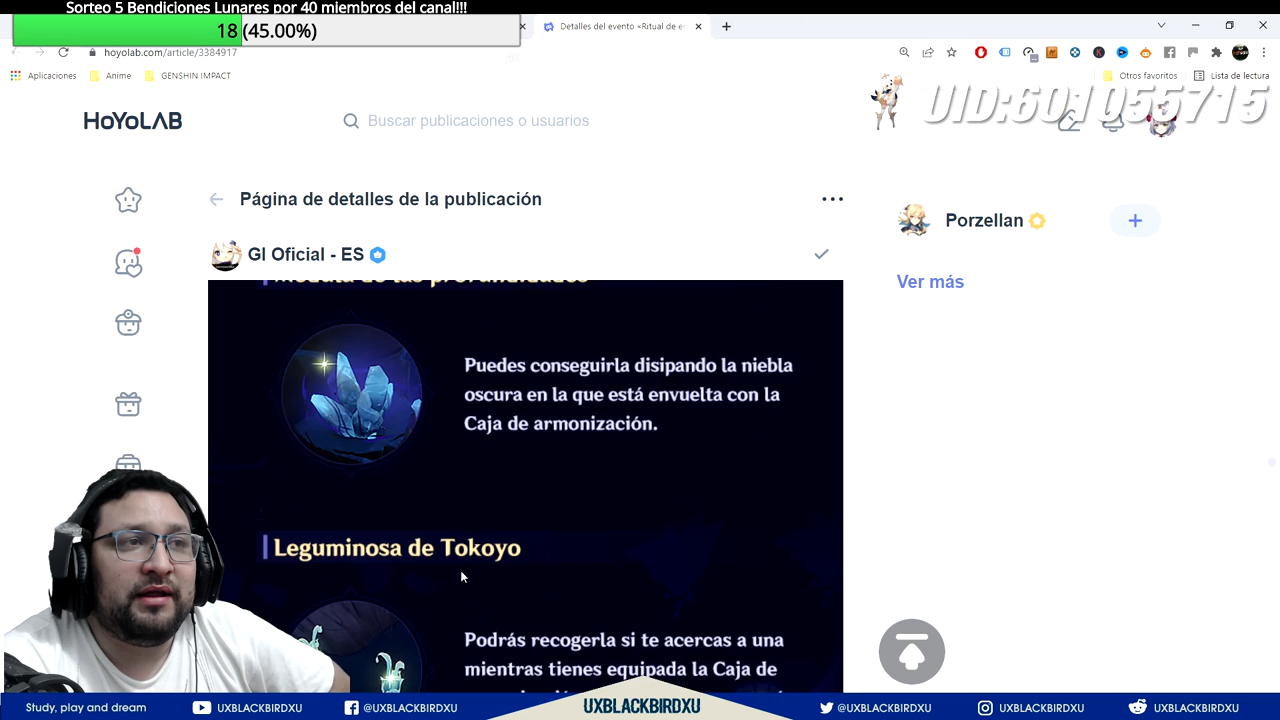 Sorteo 5 Bendiciones Lunares por 40 miembros del canal!!!
18 (45.00%)
Detalles del evento «Ritual de e
hoyolab.com/article/3384917
Aplicaciones
Anime
GENSHIN IMPACT
Otros favoritos
Lista de lectura
UID:601055715
HoYoLAB
Buscar publicaciones o usuarios
Página de detalles de la publicación
Porzellan
GI Oficial - ES
Ver más
Médula de las profundidades
Puedes conseguirla disipando la niebla
oscura en la que está envuelta con la
Caja de armonización.
Leguminosa de Tokoyo
Podrás recogerla si te acercas a una
mientras tienes equipada la Caja de
Study, play and dream
UXBLACKBIRDXU
@UXBLACKBIRDXU
UXBLACKBIRDXU
@UXBLACKBIRDXU
UXBLACKBIRDXU
UXBLACKBIRDXU